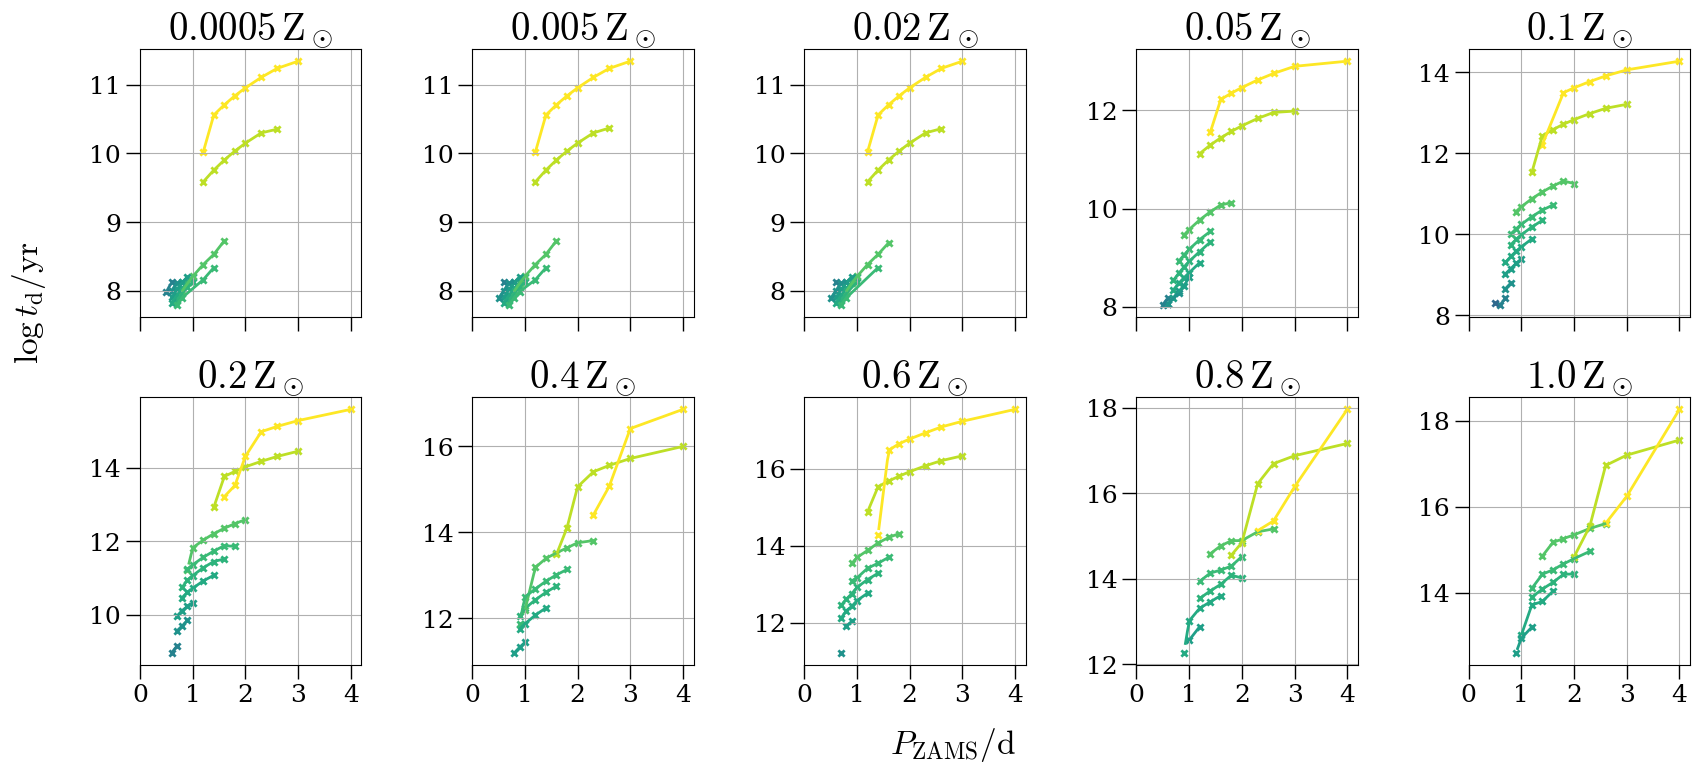 0.0005 Z⊙ 0.005 Z⊙ 0.02 Z⊙ 0.05 Z⊙ 0.1 Z⊙
11 11 11 12 14
10 10 10 10 12
9 9 9 8 10
8 8 8 8
log t_d/yr
0.2 Z⊙ 0.4 Z⊙ 0.6 Z⊙ 0.8 Z⊙ 1.0 Z⊙
14 16 16 18 18
12 14 14 16 16
10 12 12 14 14
12
0 1 2 3 4 0 1 2 3 4 0 1 2 3 4 0 1 2 3 4 0 1 2 3 4
P_ZAMS/d